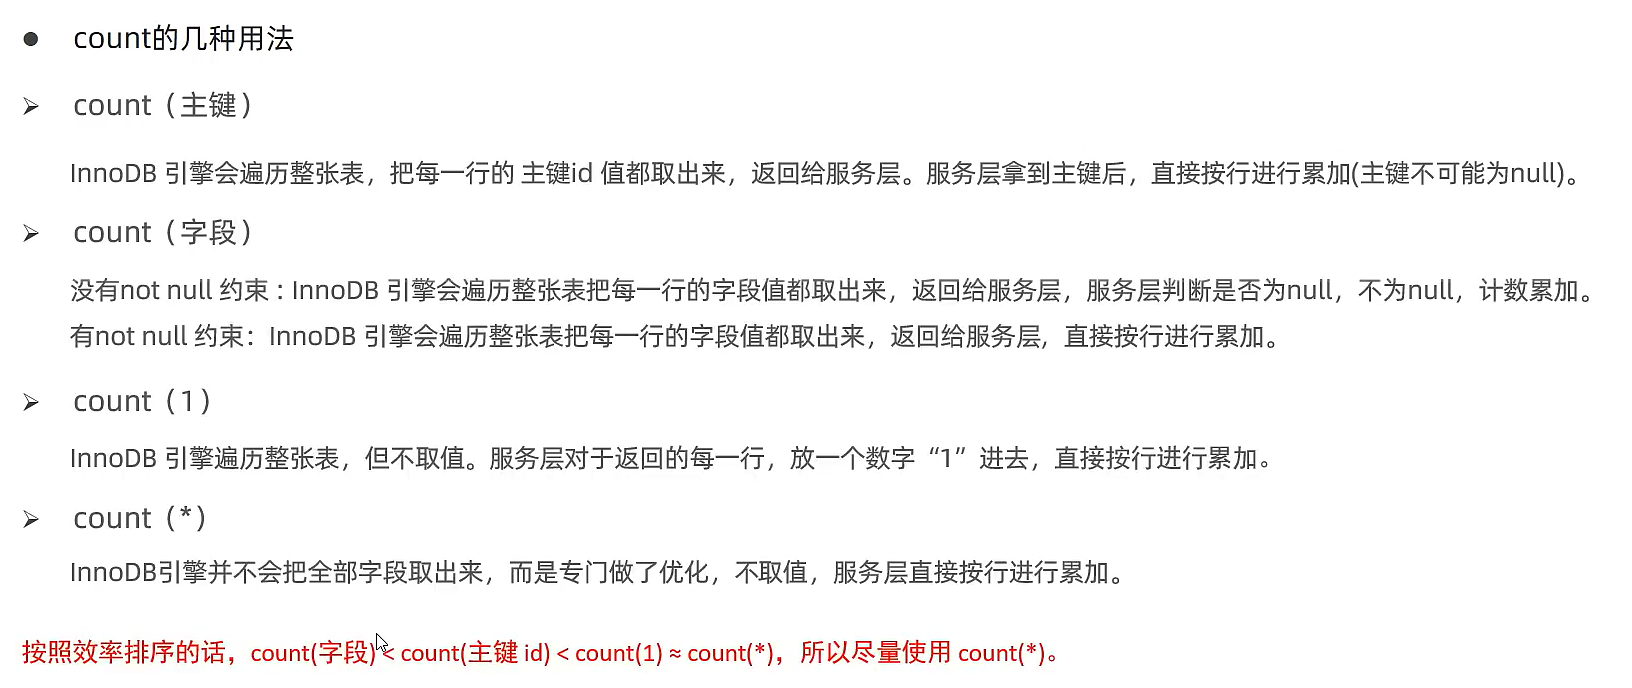 ● count的几种用法
➢ count（主键）
InnoDB 引擎会遍历整张表，把每一行的 主键id 值都取出来，返回给服务层。服务层拿到主键后，直接按行进行累加(主键不可能为null)。
➢ count（字段）
没有not null 约束 : InnoDB 引擎会遍历整张表把每一行的字段值都取出来，返回给服务层，服务层判断是否为null，不为null，计数累加。
有not null 约束：InnoDB 引擎会遍历整张表把每一行的字段值都取出来，返回给服务层，直接按行进行累加。
➢ count（1）
InnoDB 引擎遍历整张表，但不取值。服务层对于返回的每一行，放一个数字“1”进去，直接按行进行累加。
➢ count（*）
InnoDB引擎并不会把全部字段取出来，而是专门做了优化，不取值，服务层直接按行进行累加。
按照效率排序的话，count(字段) < count(主键 id) < count(1) ≈ count(*)，所以尽量使用 count(*)。